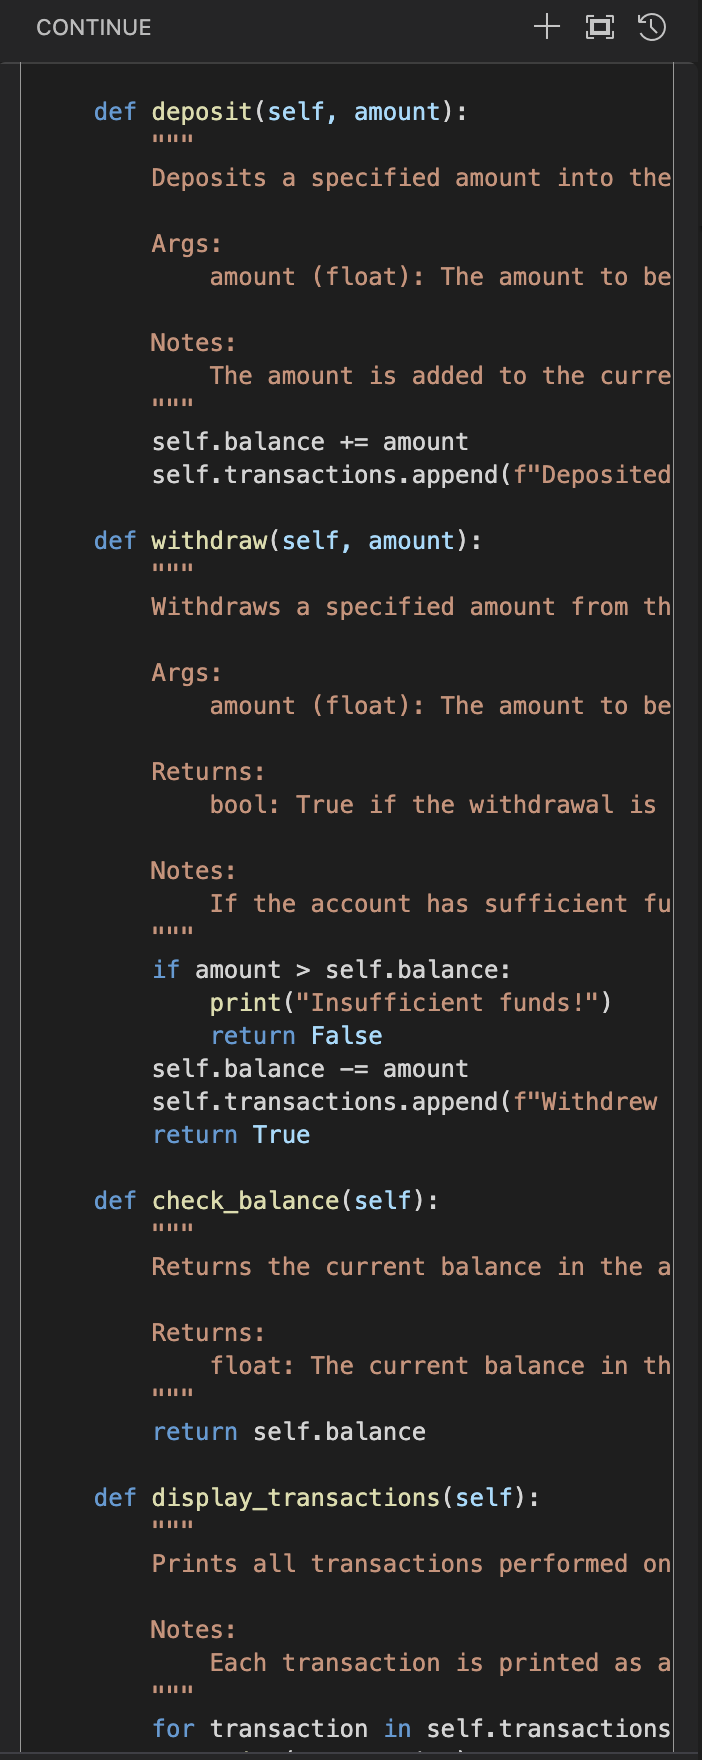 CONTINUE
def deposit(self, amount):
"""
Deposits a specified amount into the
Args:
amount (float): The amount to be
Notes:
The amount is added to the curre
"""
self.balance += amount
self.transactions.append(f"Deposited
def withdraw(self, amount):
"""
Withdraws a specified amount from th
Args:
amount (float): The amount to be
Returns:
bool: True if the withdrawal is
Notes:
If the account has sufficient fu
"""
if amount > self.balance:
print("Insufficient funds!")
return False
self.balance -= amount
self.transactions.append(f"Withdrew
return True
def check_balance(self):
"""
Returns the current balance in the a
Returns:
float: The current balance in th
"""
return self.balance
def display_transactions(self):
"""
Prints all transactions performed on
Notes:
Each transaction is printed as a
"""
for transaction in self.transactions